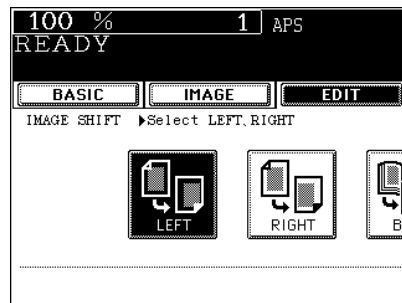 100 % 1 APS
READY
BASIC IMAGE EDIT
IMAGE SHIFT ▶Select LEFT, RIGHT
LEFT RIGHT